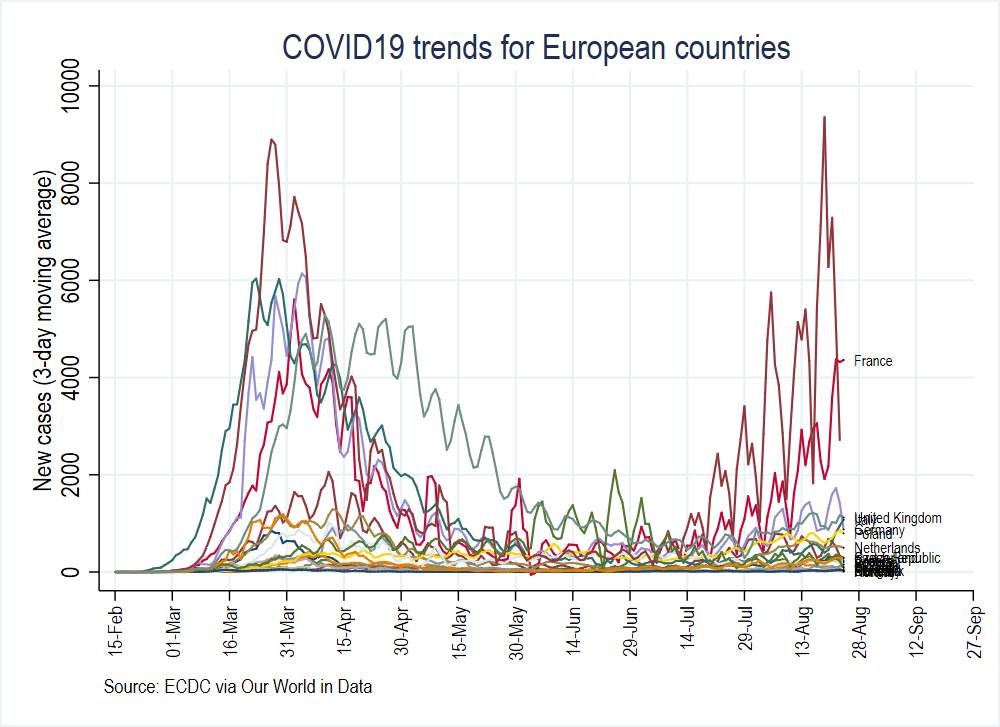 COVID19 trends for European countries
New cases (3-day moving average)
10000
8000
6000
4000
2000
0
France
United Kingdom
Germany
Poland
Netherlands
15-Feb
01-Mar
16-Mar
31-Mar
15-Apr
30-Apr
15-May
30-May
14-Jun
29-Jun
14-Jul
29-Jul
13-Aug
28-Aug
12-Sep
27-Sep
Source: ECDC via Our World in Data